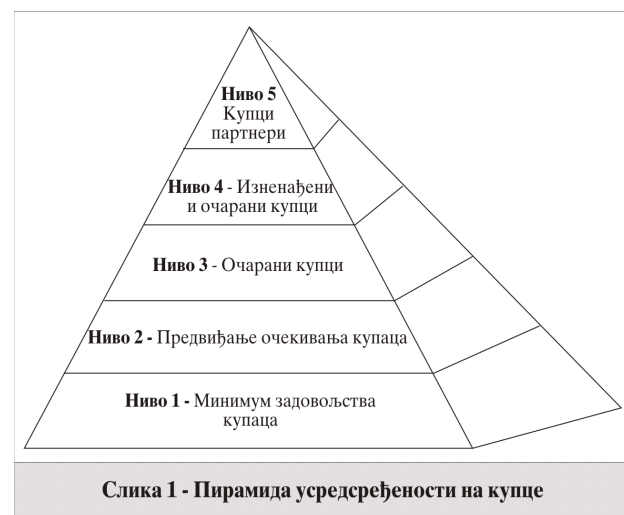 Ниво 5
Купци
партнери
Ниво 4 - Изненађени
и очарани купци
Ниво 3 - Очарани купци
Ниво 2 - Предвиђање очекивања купаца
Ниво 1 - Минимум задовољства
купаца
Слика 1 - Пирамида усредсређености на купце